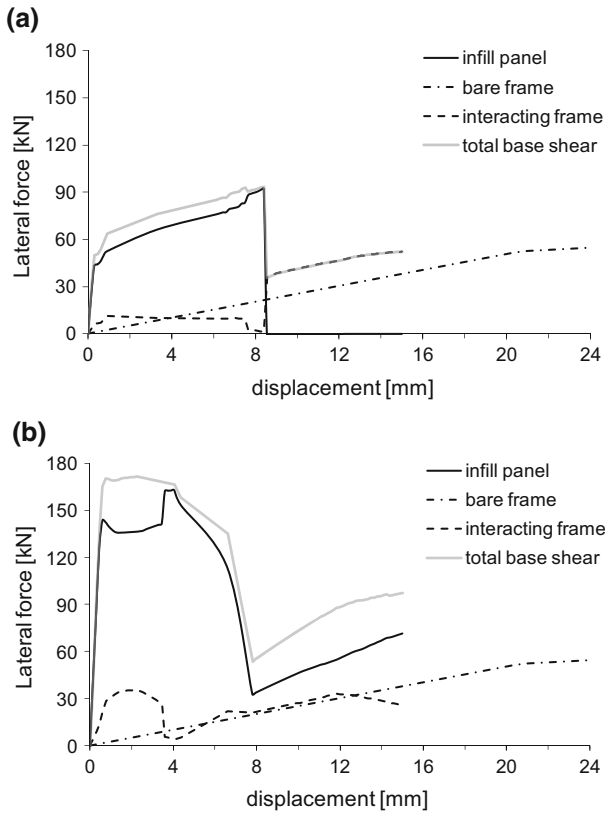 (a)
180
150
120
90
60
30
0
Lateral force [kN]
infill panel
bare frame
interacting frame
total base shear
0 4 8 12 16 20 24
displacement [mm]
(b)
180
150
120
90
60
30
0
Lateral force [kN]
infill panel
bare frame
interacting frame
total base shear
0 4 8 12 16 20 24
displacement [mm]